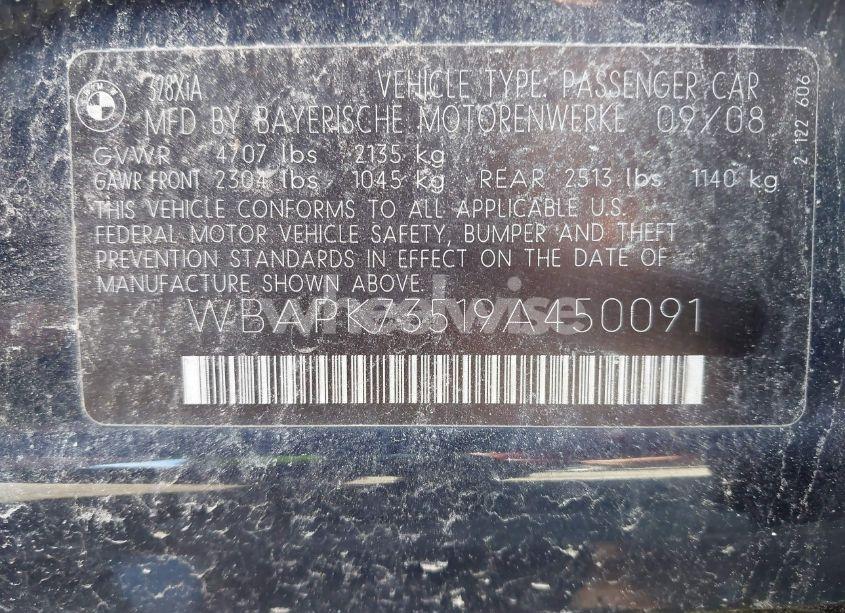 328XiA VEHICLE TYPE: PASSENGER CAR
MFD BY BAYERISCHE MOTORENWERKE 09/08
GVWR 4707 lbs 2135 kg
GAWR FRONT 2304 lbs 1045 kg REAR 2513 lbs 1140 kg
THIS VEHICLE CONFORMS TO ALL APPLICABLE U.S.
FEDERAL MOTOR VEHICLE SAFETY, BUMPER AND THEFT
PREVENTION STANDARDS IN EFFECT ON THE DATE OF
MANUFACTURE SHOWN ABOVE.
WBAPK73519A450091
wheelwise
2 122 606
BMW